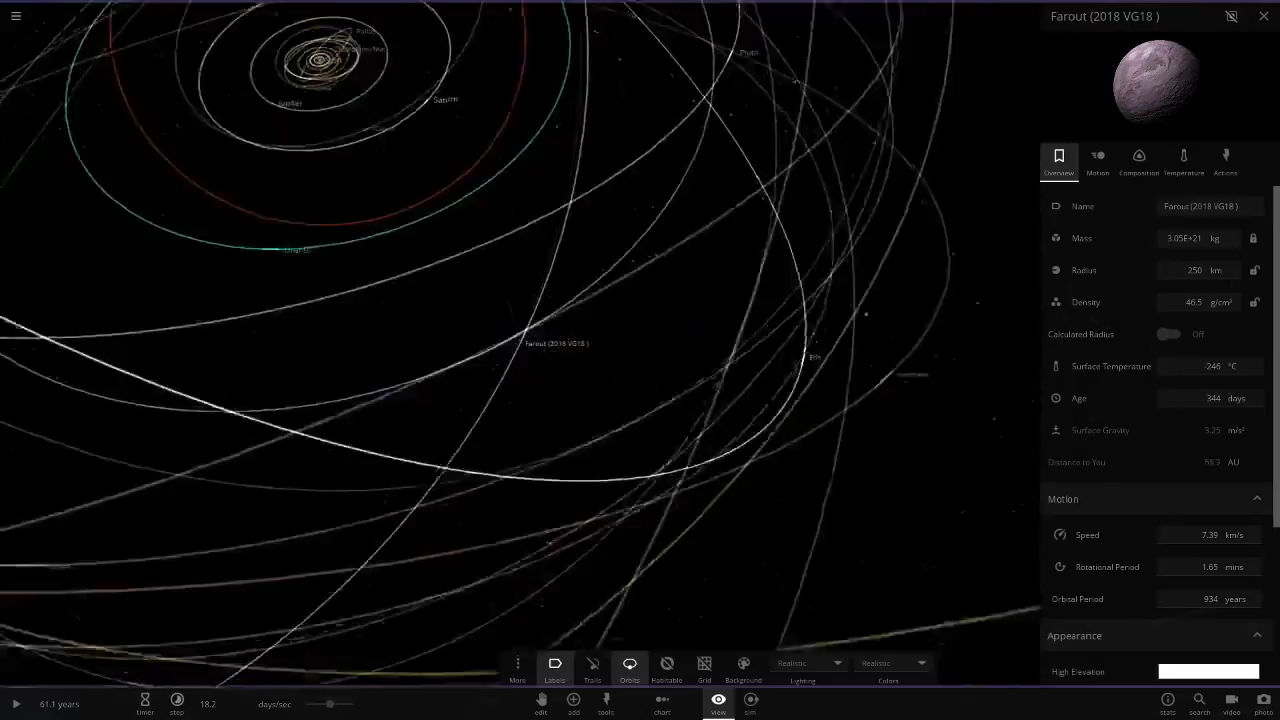 Farout (2018 VG18 )
Pluto
Saturn
Overview
Motion
Composition
Temperature
Actions
Name
Farout (2018 VG18 )
Mass
3.05E+21 kg
Radius
250 km
Density
46.5 g/cm³
Calculated Radius
Off
Farout (2018 VG18 )
Eris
Surface Temperature
-246 °C
Age
344 days
Surface Gravity
3.25 m/s²
Distance to You
AU
Motion
Speed
7.39 km/s
Rotational Period
1.65 mins
Orbital Period
934 years
Appearance
High Elevation
More
Labels
Trails
Orbits
Habitable
Grid
Background
Realistic
Lighting
Realistic
Colors
61.1 years
timer
step
18.2 days/sec
edit
add
tools
chart
view
sim
stats
search
video
photo